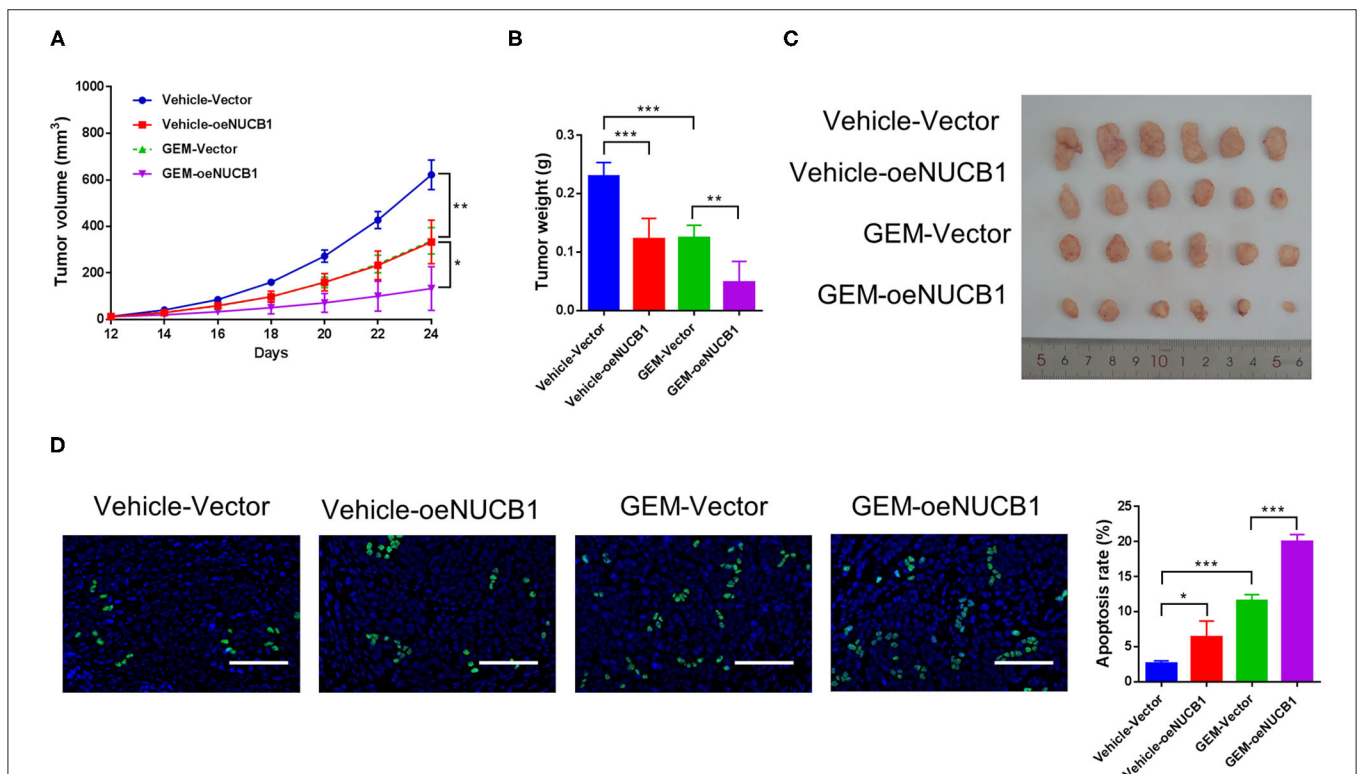 A
1000
800
600
400
200
0
Tumor volume (mm³)
Vehicle-Vector
Vehicle-oeNUCB1
GEM-Vector
GEM-oeNUCB1
**
*
12 14 16 18 20 22 24
Days
B
***
***
**
0.3
0.2
0.1
0.0
Tumor weight (g)
Vehicle-Vector
Vehicle-oeNUCB1
GEM-Vector
GEM-oeNUCB1
C
Vehicle-Vector
Vehicle-oeNUCB1
GEM-Vector
GEM-oeNUCB1
5 6 7 8 9 10 1 2 3 4 5 6
D
Vehicle-Vector
Vehicle-oeNUCB1
GEM-Vector
GEM-oeNUCB1
25
20
15
10
5
0
Apoptosis rate (%)
***
***
*
Vehicle-Vector
Vehicle-oeNUCB1
GEM-Vector
GEM-oeNUCB1